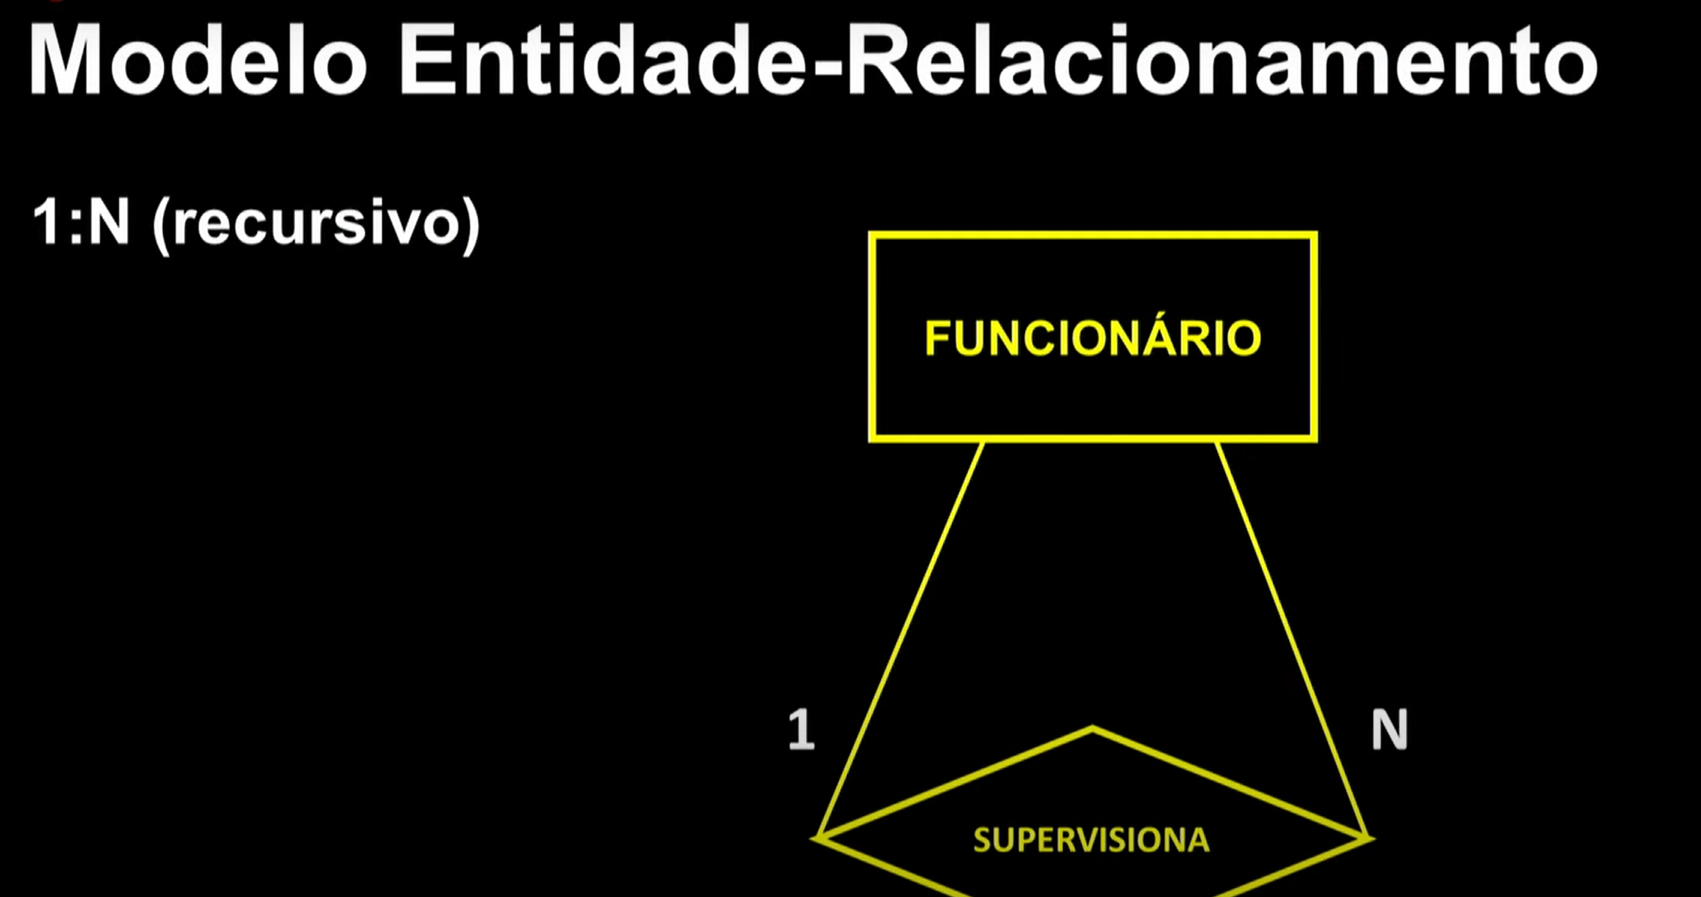 Modelo Entidade-Relacionamento
1:N (recursivo)
FUNCIONÁRIO
1
N
SUPERVISIONA